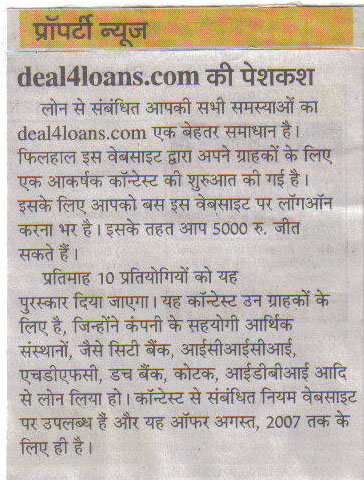 प्रॉपर्टी न्यूज
deal4loans.com की पेशकश
लोन से संबंधित आपकी सभी समस्याओं का
deal4loans.com एक बेहतर समाधान है।
फिलहाल इस वेबसाइट द्वारा अपने ग्राहकों के लिए
एक आकर्षक कॉन्टेस्ट की शुरुआत की गई है।
इसके लिए आपको बस इस वेबसाइट पर लॉगऑन
करना भर है। इसके तहत आप 5000 रु. जीत
सकते हैं।
प्रतिमाह 10 प्रतियोगियों को यह
पुरस्कार दिया जाएगा। यह कॉन्टेस्ट उन ग्राहकों के
लिए है, जिन्होंने कंपनी के सहयोगी आर्थिक
संस्थानों, जैसे सिटी बैंक, आईसीआईसीआई,
एचडीएफसी, डच बैंक, कोटक, आईडीबीआई आदि
से लोन लिया हो। कॉन्टेस्ट से संबंधित नियम वेबसाइट
पर उपलब्ध हैं और यह ऑफर अगस्त, 2007 तक के
लिए ही है।